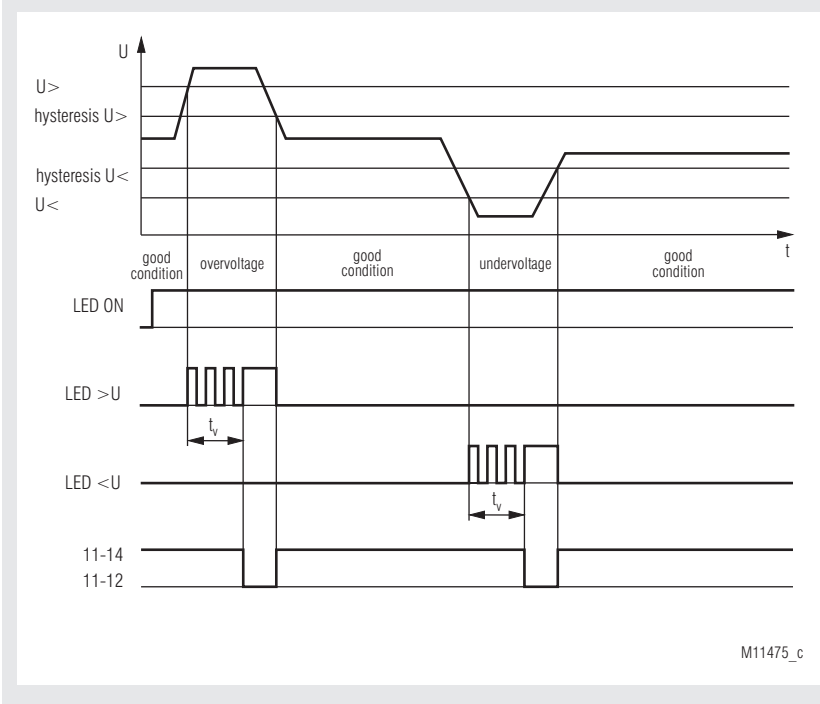 U
U>
hysteresis U>
hysteresis U<
U<
t
good condition
overvoltage
good condition
undervoltage
good condition
LED ON
LED >U
tv
LED <U
tv
11-14
11-12
M11475_c